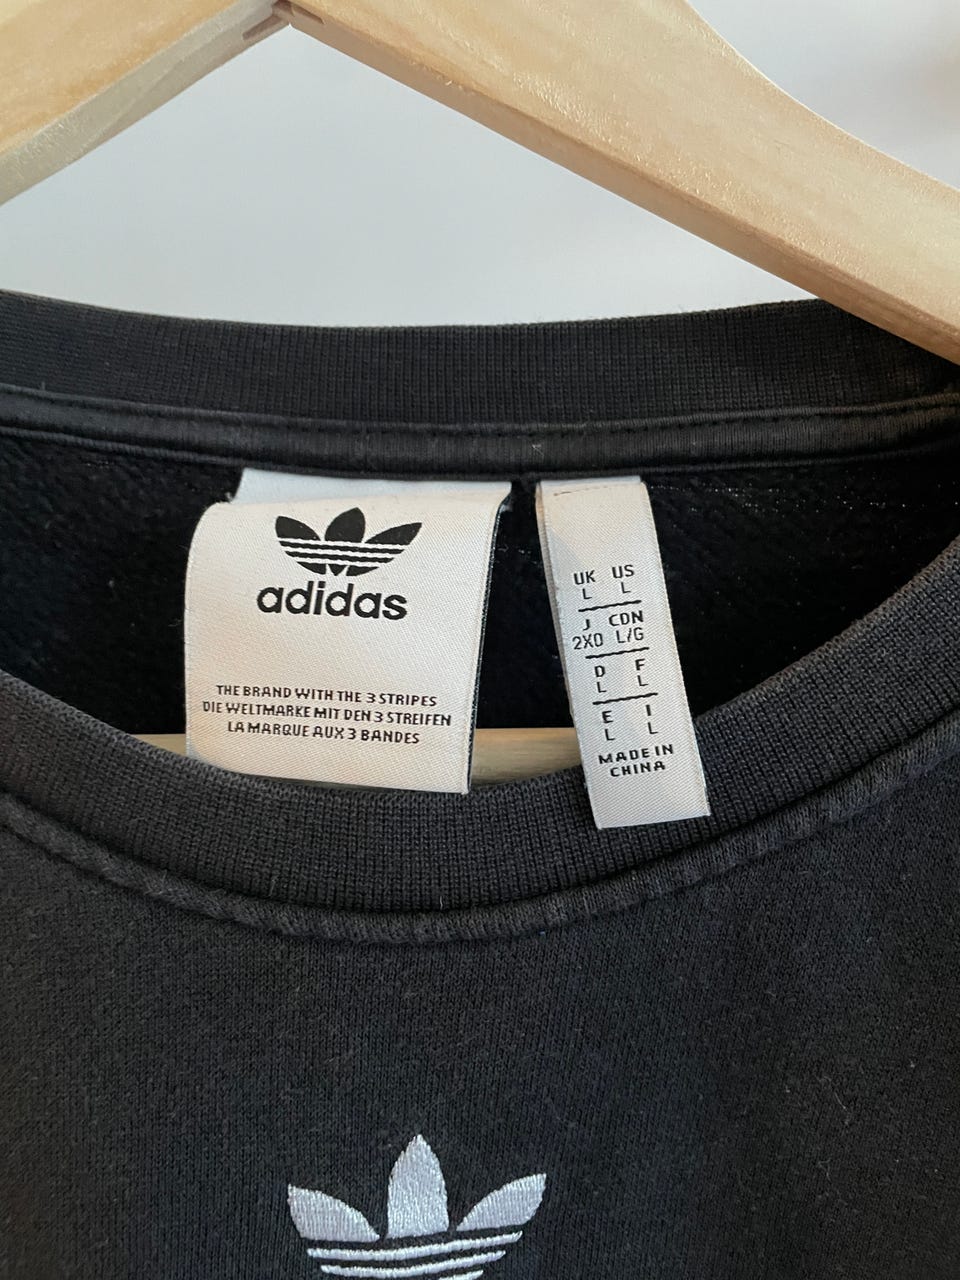 adidas
THE BRAND WITH THE 3 STRIPES
DIE WELTMARKE MIT DEN 3 STREIFEN
LA MARQUE AUX 3 BANDES
UK US
L L
J CDN
2XO L/G
D F
L L
E I
L L
MADE IN
CHINA